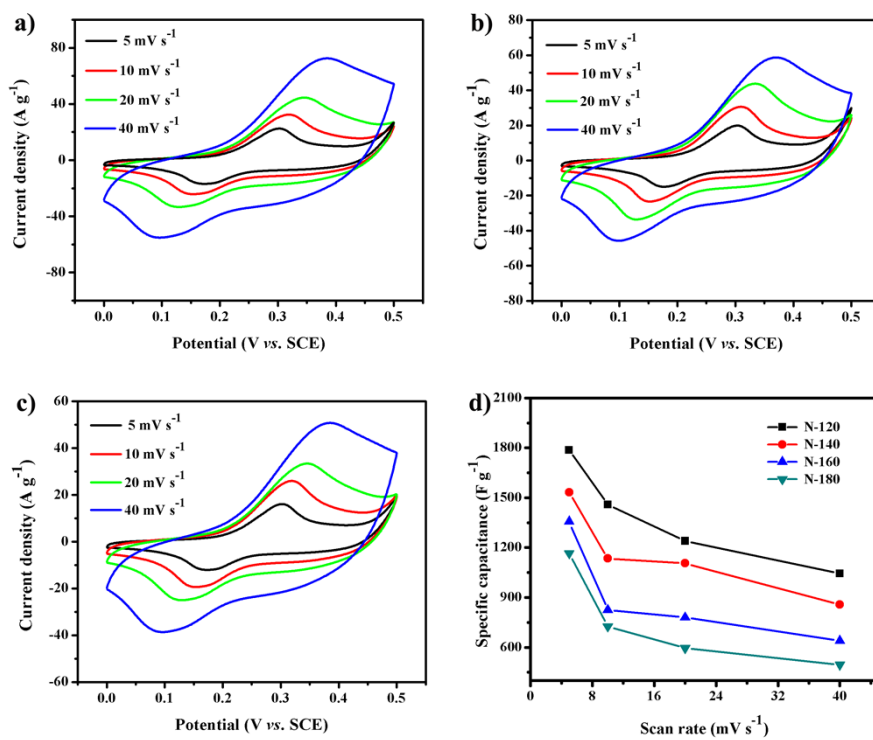 a)
80
40
0
-40
-80
Current density (A g-1)
5 mV s-1
10 mV s-1
20 mV s-1
40 mV s-1
0.0 0.1 0.2 0.3 0.4 0.5
Potential (V vs. SCE)
b)
80
60
40
20
0
-20
-40
-60
-80
Current density (A g-1)
5 mV s-1
10 mV s-1
20 mV s-1
40 mV s-1
0.0 0.1 0.2 0.3 0.4 0.5
Potential (V vs. SCE)
c)
60
40
20
0
-20
-40
-60
Current density (A g-1)
5 mV s-1
10 mV s-1
20 mV s-1
40 mV s-1
0.0 0.1 0.2 0.3 0.4 0.5
Potential (V vs. SCE)
d)
2100
1800
1500
1200
900
600
Specific capacitance (F g-1)
N-120
N-140
N-160
N-180
0 8 16 24 32 40
Scan rate (mV s-1)